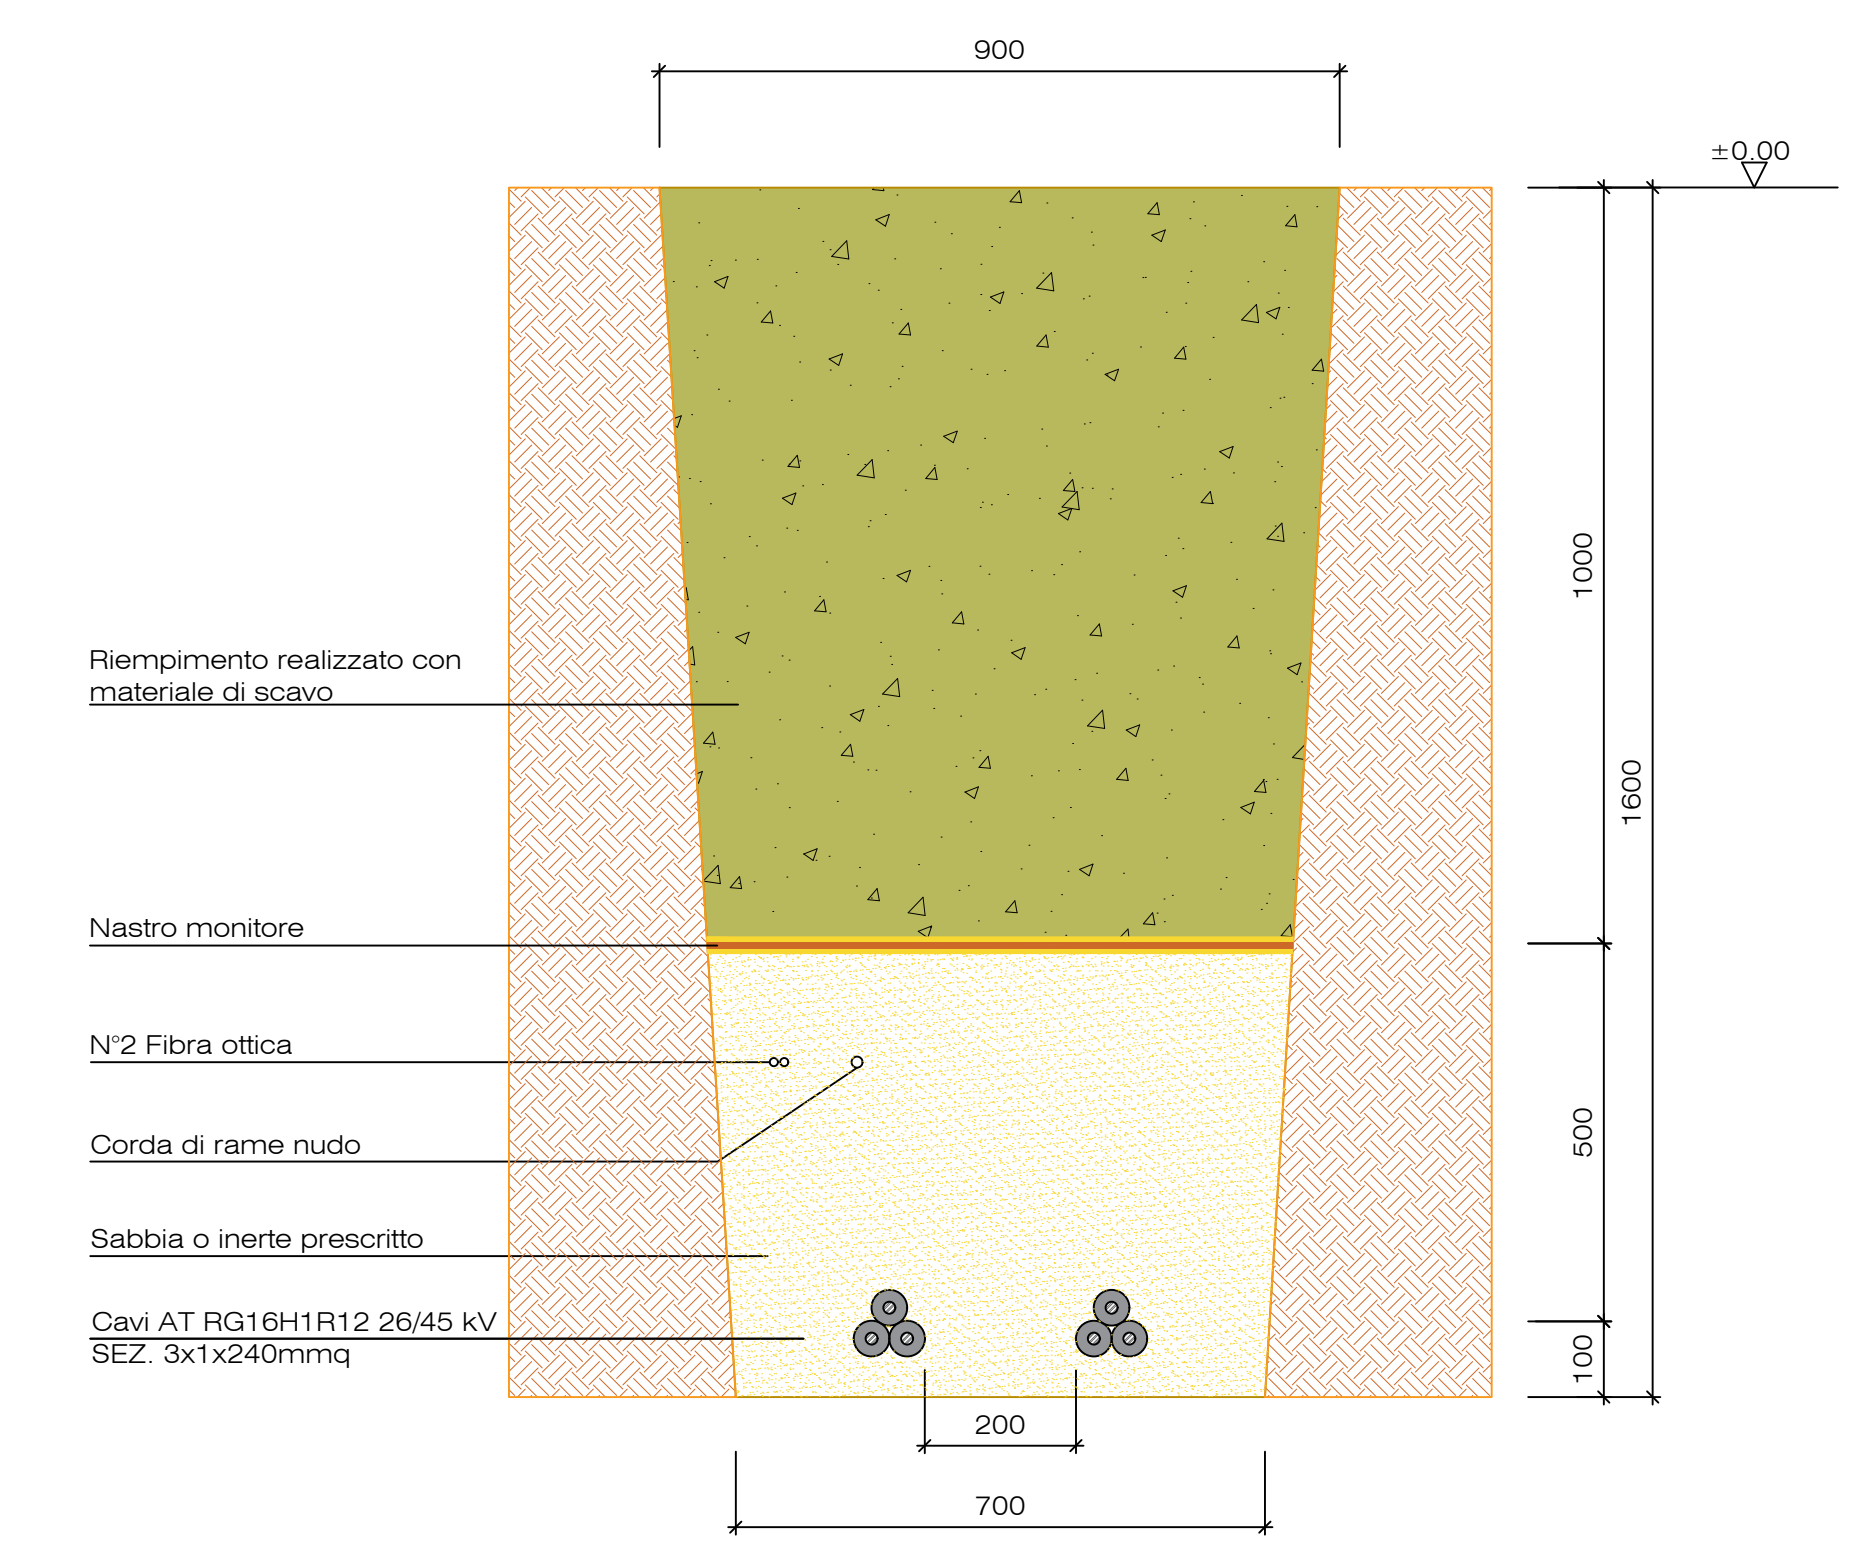 900
±0.00
1000
Riempimento realizzato con
materiale di scavo
1600
Nastro monitore
N°2 Fibra ottica
Corda di rame nudo
500
Sabbia o inerte prescritto
Cavi AT RG16H1R12 26/45 kV
SEZ. 3x1x240mmq
100
200
700